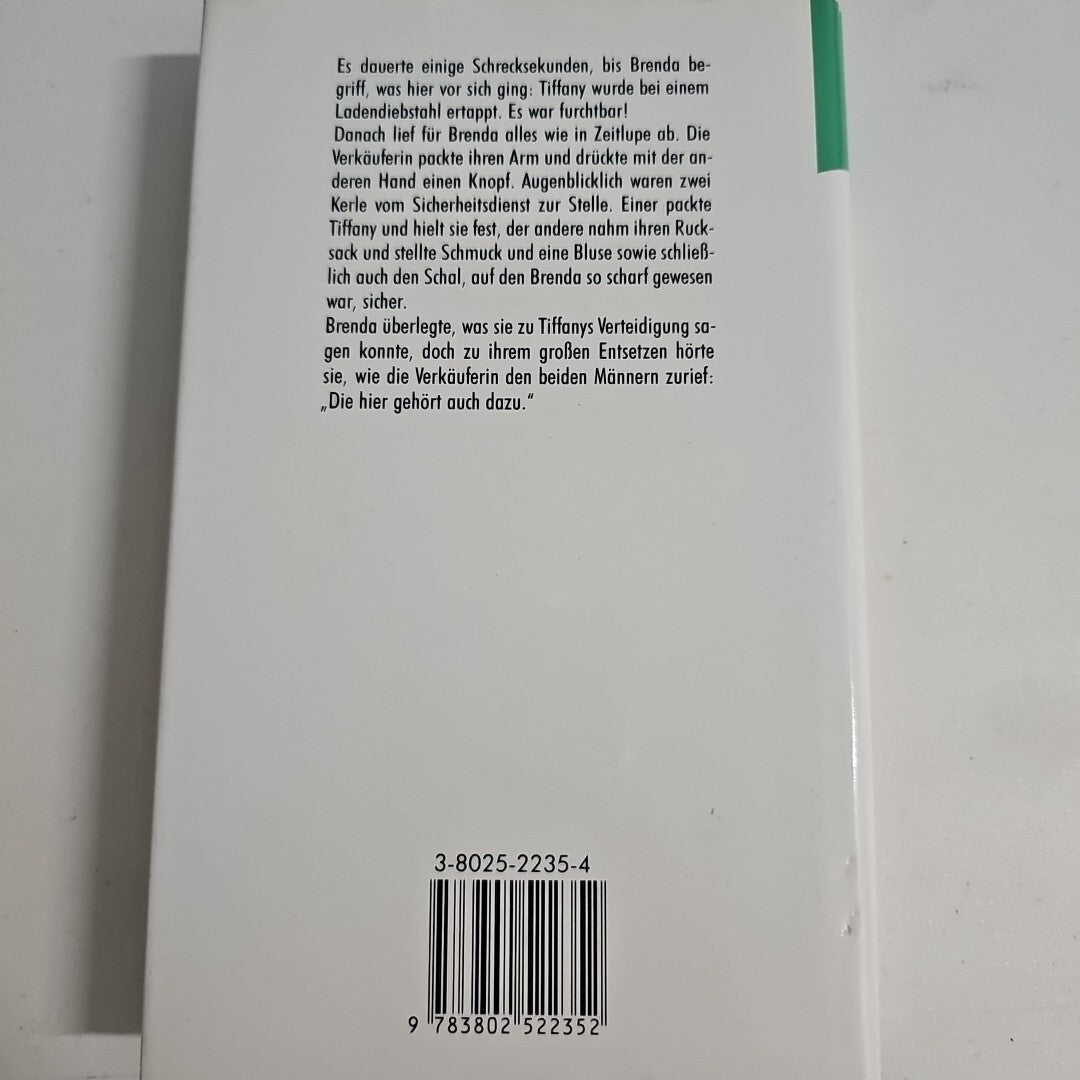 Es dauerte einige Schrecksekunden, bis Brenda be-
griff, was hier vor sich ging: Tiffany wurde bei einem
Ladendiebstahl ertappt. Es war furchtbar!
Danach lief für Brenda alles wie in Zeitlupe ab. Die
Verkäuferin packte ihren Arm und drückte mit der an-
deren Hand einen Knopf. Augenblicklich waren zwei
Kerle vom Sicherheitsdienst zur Stelle. Einer packte
Tiffany und hielt sie fest, der andere nahm ihren Ruck-
sack und stellte Schmuck und eine Bluse sowie schließ-
lich auch den Schal, auf den Brenda so scharf gewesen
war, sicher.
Brenda überlegte, was sie zu Tiffanys Verteidigung sa-
gen konnte, doch zu ihrem großen Entsetzen hörte
sie, wie die Verkäuferin den beiden Männern zurief:
„Die hier gehört auch dazu.“
3-8025-2235-4
9 783802 522352